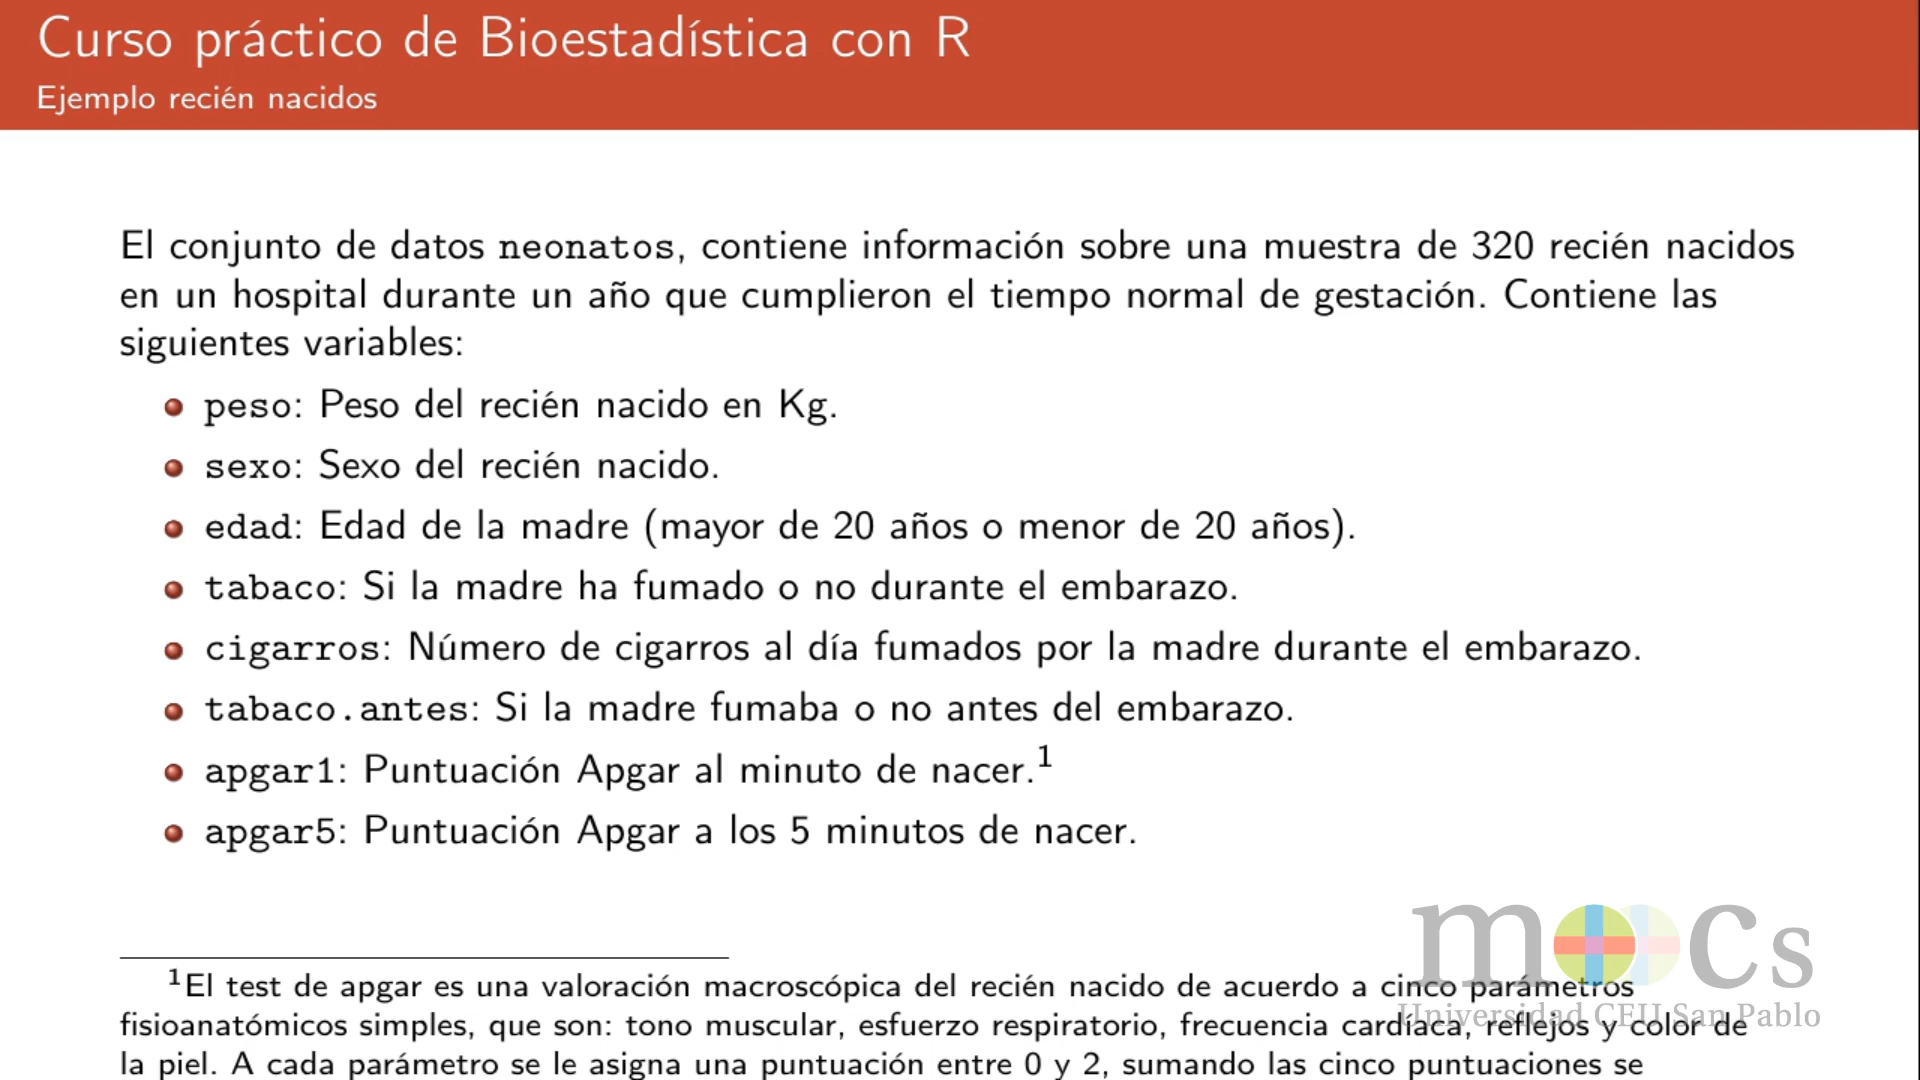 Curso práctico de Bioestadística con R
Ejemplo recién nacidos
El conjunto de datos neonatos, contiene información sobre una muestra de 320 recién nacidos
en un hospital durante un año que cumplieron el tiempo normal de gestación. Contiene las
siguientes variables:
peso: Peso del recién nacido en Kg.
sexo: Sexo del recién nacido.
edad: Edad de la madre (mayor de 20 años o menor de 20 años).
tabaco: Si la madre ha fumado o no durante el embarazo.
cigarros: Número de cigarros al día fumados por la madre durante el embarazo.
tabaco.antes: Si la madre fumaba o no antes del embarazo.
apgar1: Puntuación Apgar al minuto de nacer.¹
apgar5: Puntuación Apgar a los 5 minutos de nacer.
¹El test de apgar es una valoración macroscópica del recién nacido de acuerdo a cinco parámetros
fisioanatómicos simples, que son: tono muscular, esfuerzo respiratorio, frecuencia cardíaca, reflejos y color de
la piel. A cada parámetro se le asigna una puntuación entre 0 y 2, sumando las cinco puntuaciones se
moocs
Universidad CEU San Pablo